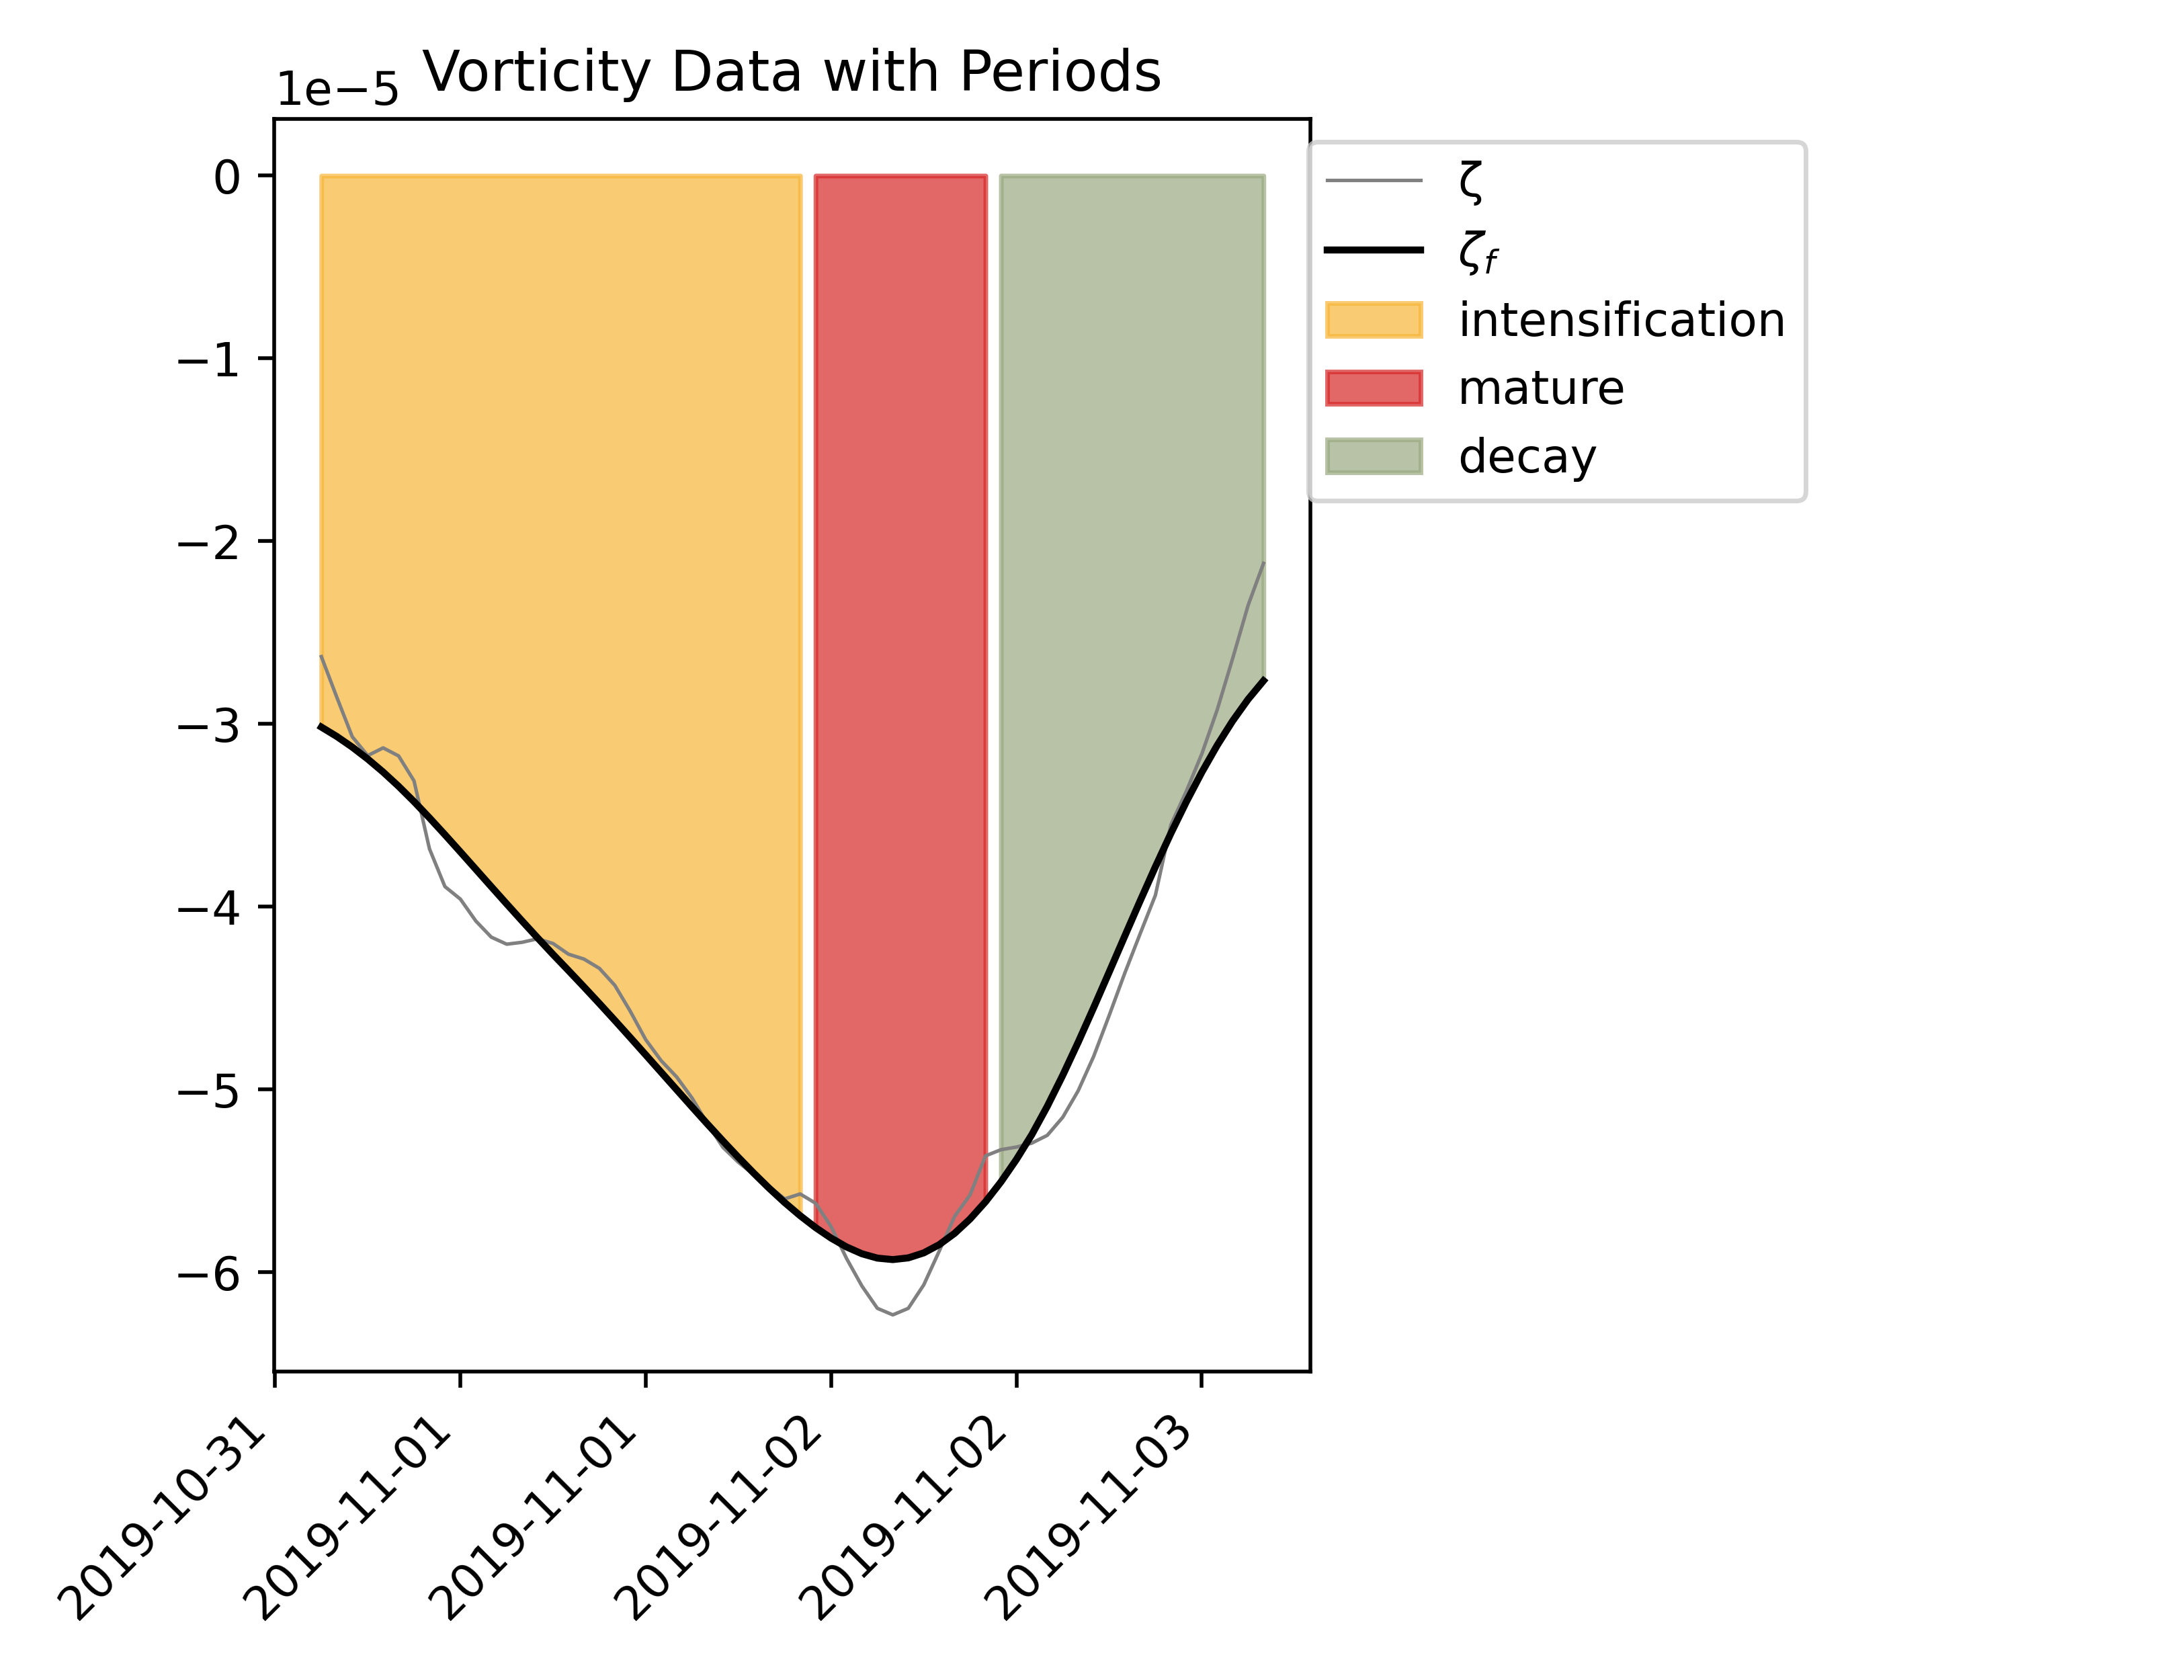 Vorticity Data with Periods
1e−5
0
−1
−2
−3
−4
−5
−6
2019-10-31
2019-11-01
2019-11-01
2019-11-02
2019-11-02
2019-11-03
ζ
ζf
intensification
mature
decay